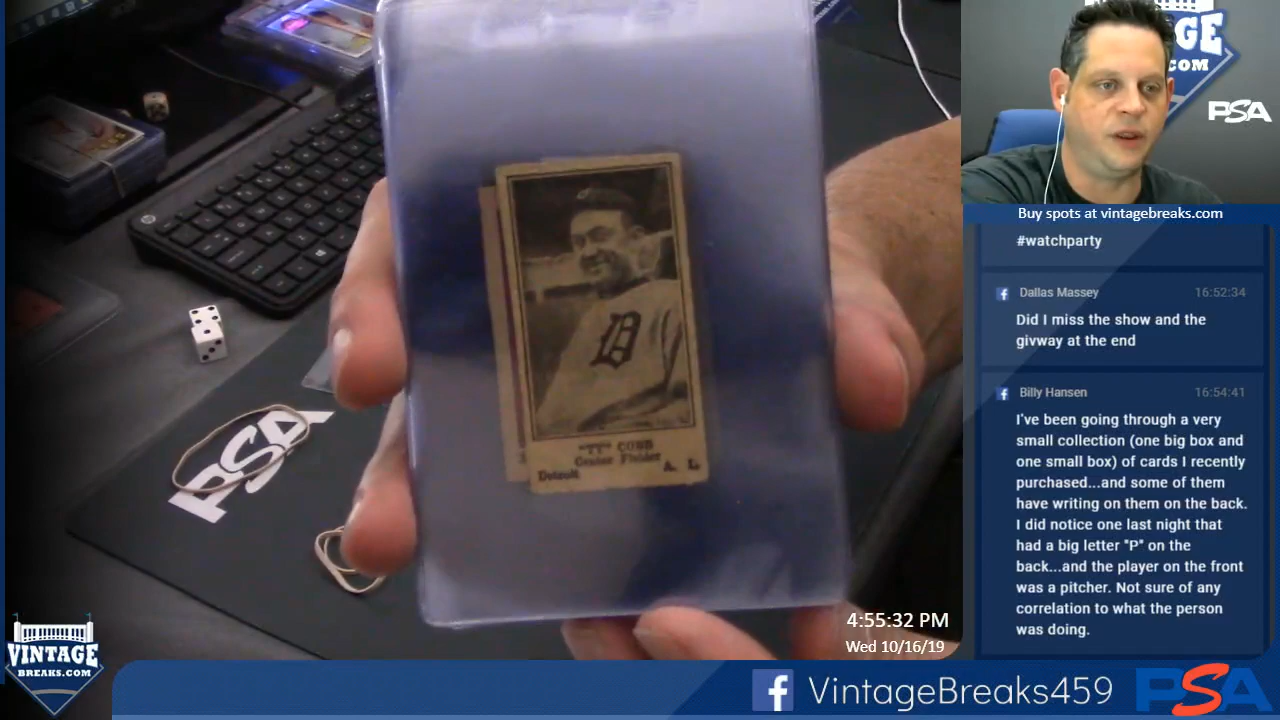 "TY" COBB
Center Fielder
Detroit A. L.
D
PSA
hp
GE
.COM
PSA
Buy spots at vintagebreaks.com
#watchparty
Dallas Massey 16:52:34
Did I miss the show and the
givway at the end
Billy Hansen 16:54:41
I've been going through a very
small collection (one big box and
one small box) of cards I recently
purchased...and some of them
have writing on them on the back.
I did notice one last night that
had a big letter "P" on the
back...and the player on the front
was a pitcher. Not sure of any
correlation to what the person
was doing.
4:55:32 PM
Wed 10/16/19
VINTAGE
BREAKS.COM
f VintageBreaks459
PSA